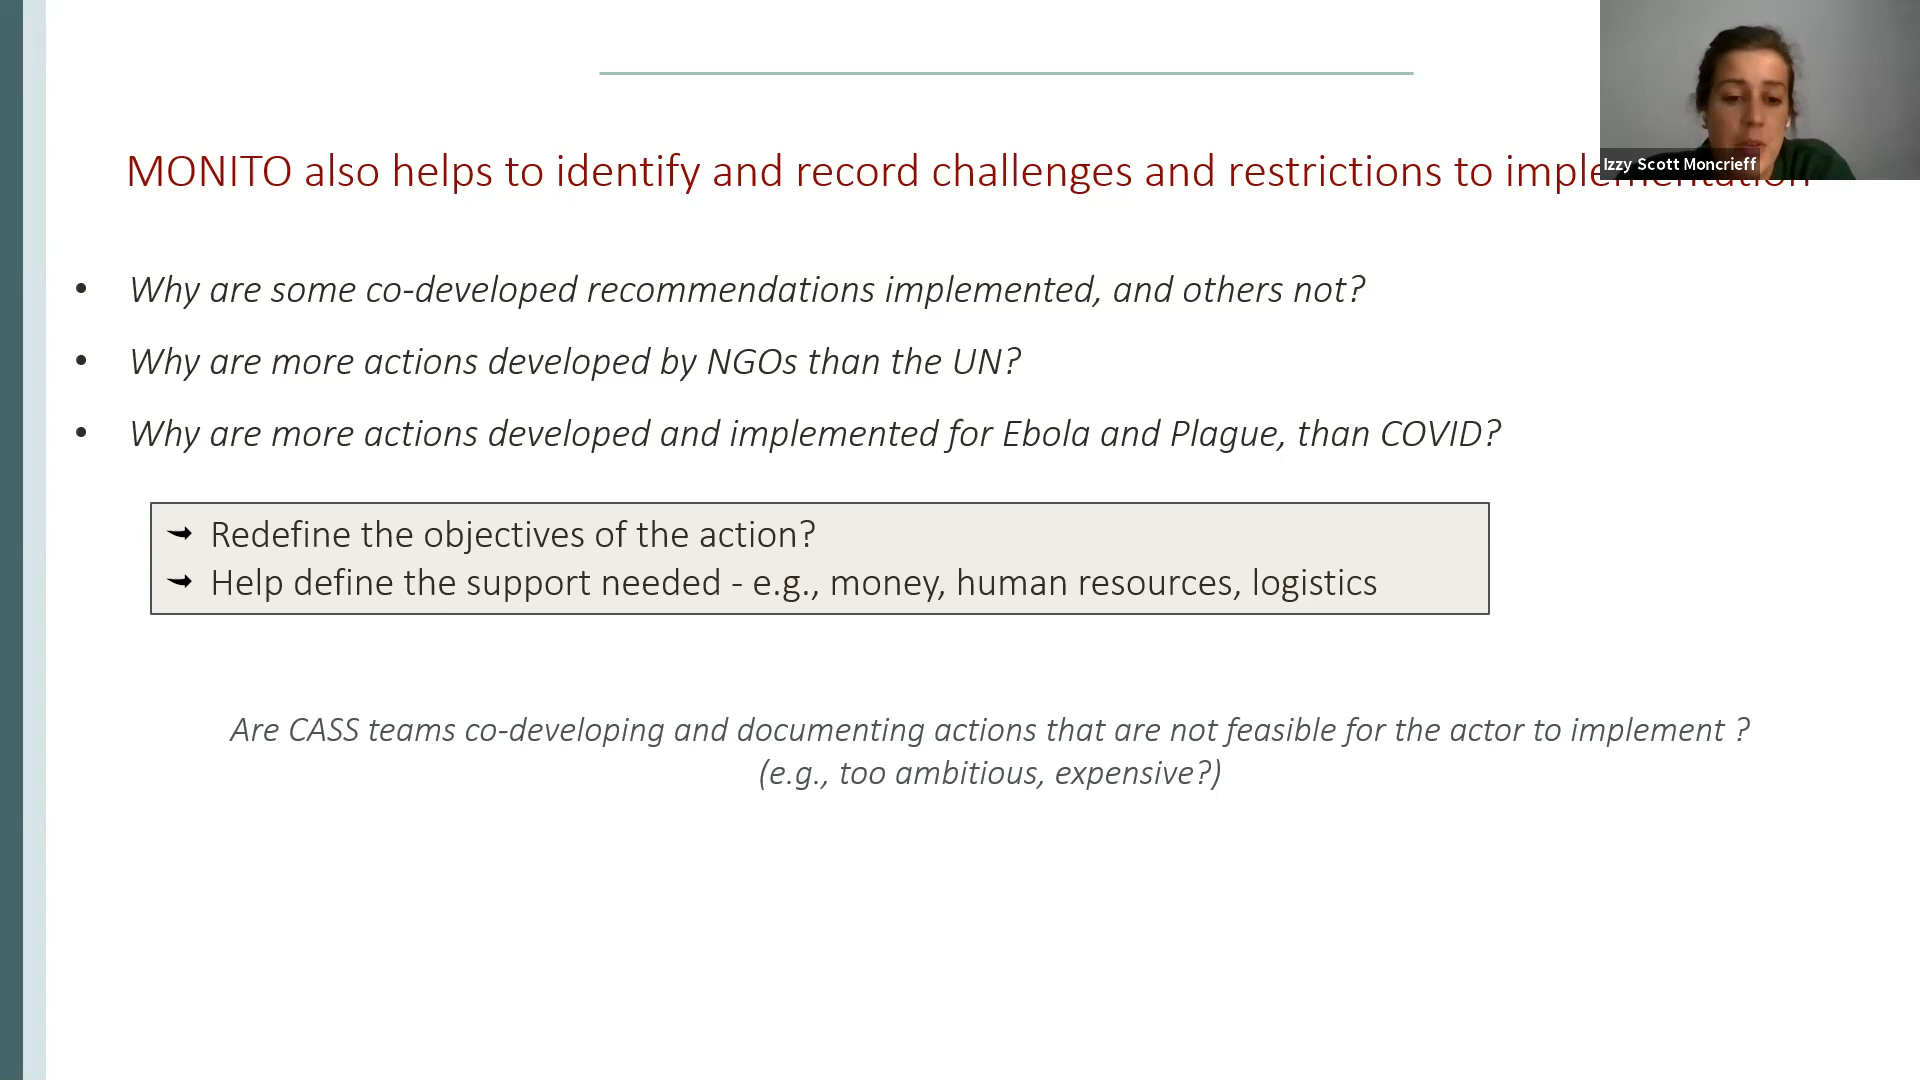 MONITO also helps to identify and record challenges and restrictions to implementation
Izzy Scott Moncrieff
• Why are some co-developed recommendations implemented, and others not?
• Why are more actions developed by NGOs than the UN?
• Why are more actions developed and implemented for Ebola and Plague, than COVID?
➙ Redefine the objectives of the action?
➙ Help define the support needed - e.g., money, human resources, logistics
Are CASS teams co-developing and documenting actions that are not feasible for the actor to implement ?
(e.g., too ambitious, expensive?)